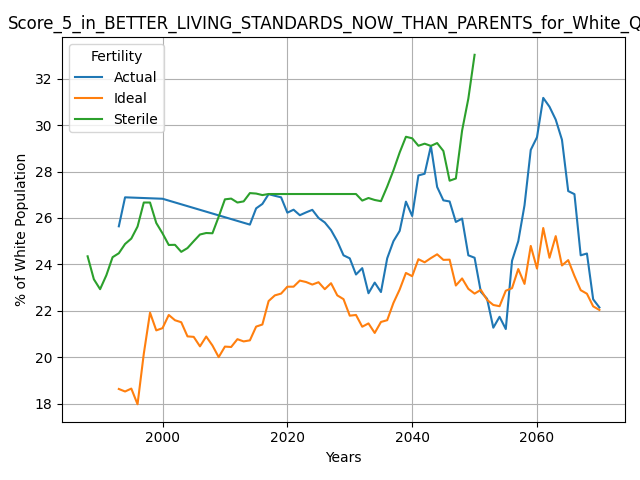 Score_5_in_BETTER_LIVING_STANDARDS_NOW_THAN_PARENTS_for_White_Q
Fertility
Actual
Ideal
Sterile
32
30
28
26
24
22
20
18
% of White Population
2000
2020
2040
2060
Years